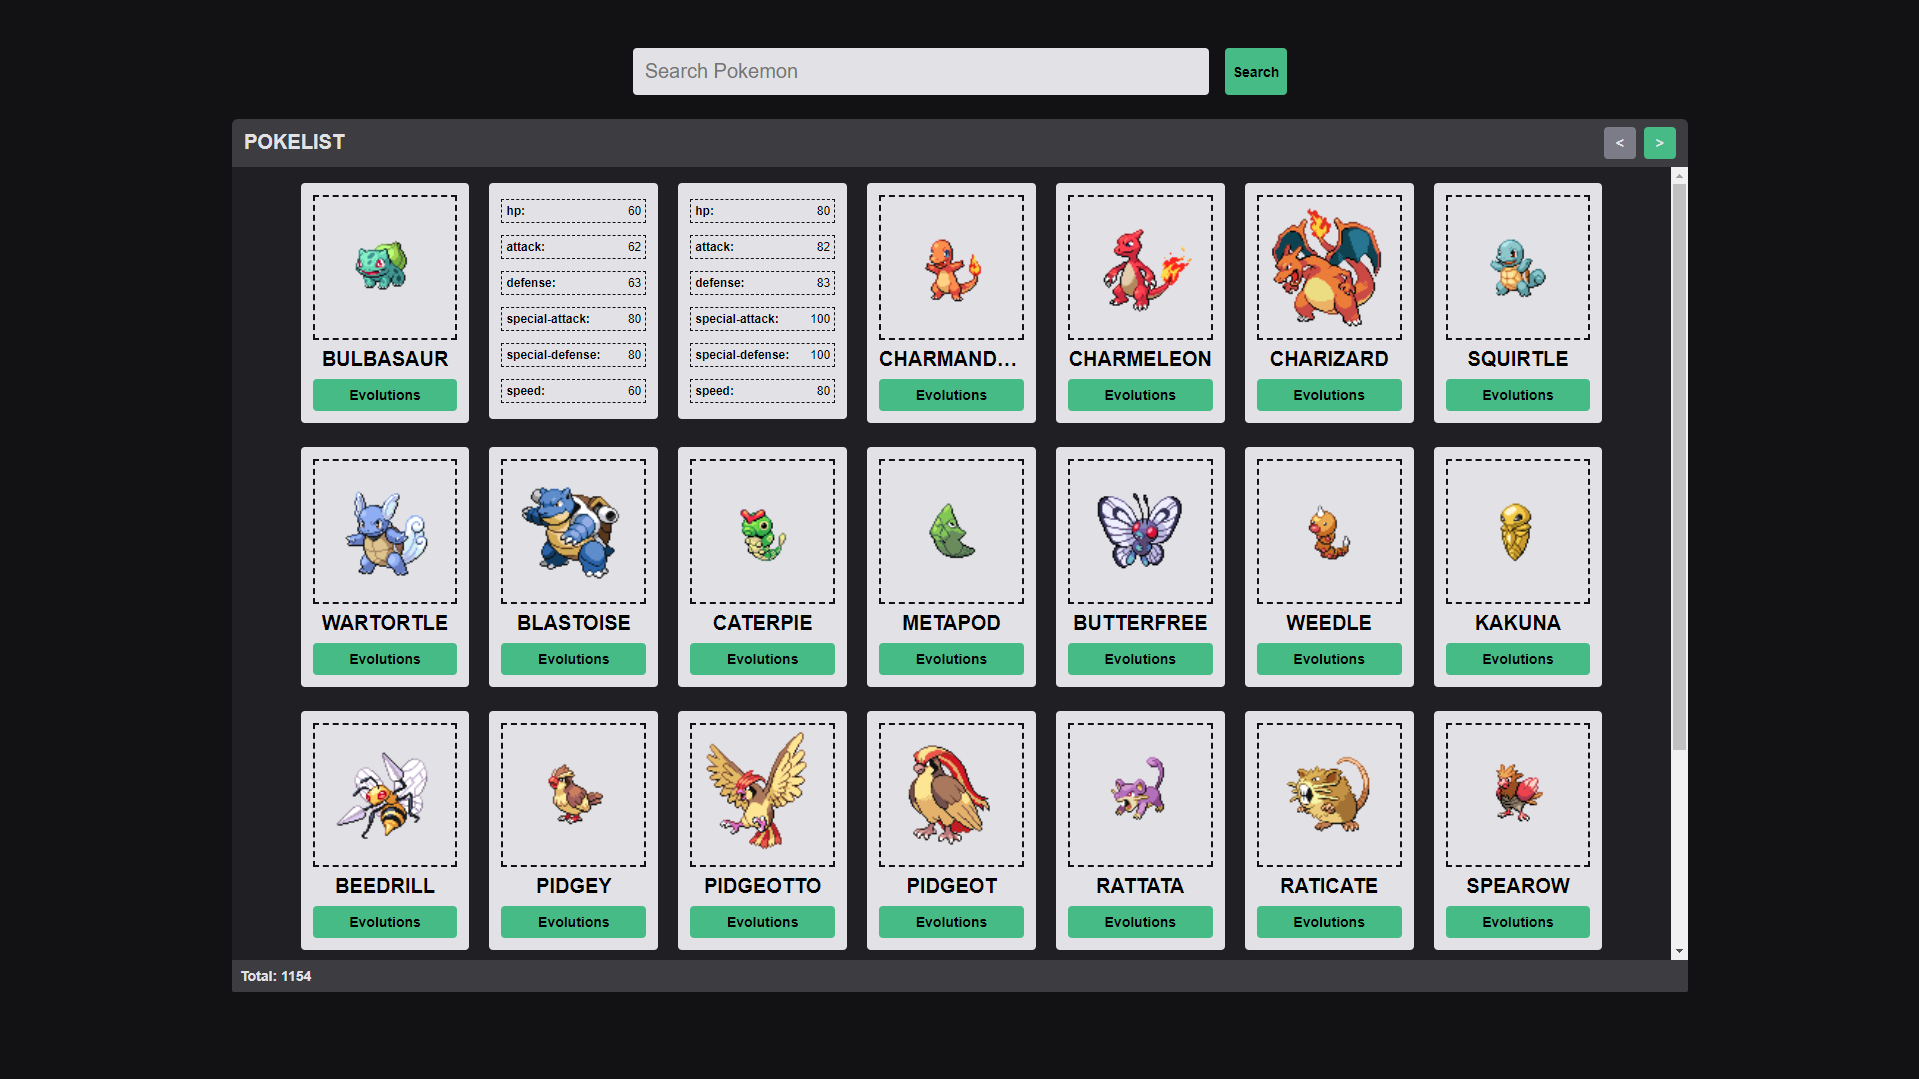 Search Pokemon
Search
POKELIST
<
>
BULBASAUR
Evolutions
hp: 60
attack: 62
defense: 63
special-attack: 80
special-defense: 80
speed: 60
hp: 80
attack: 82
defense: 83
special-attack: 100
special-defense: 100
speed: 80
CHARMAND...
Evolutions
CHARMELEON
Evolutions
CHARIZARD
Evolutions
SQUIRTLE
Evolutions
WARTORTLE
Evolutions
BLASTOISE
Evolutions
CATERPIE
Evolutions
METAPOD
Evolutions
BUTTERFREE
Evolutions
WEEDLE
Evolutions
KAKUNA
Evolutions
BEEDRILL
Evolutions
PIDGEY
Evolutions
PIDGEOTTO
Evolutions
PIDGEOT
Evolutions
RATTATA
Evolutions
RATICATE
Evolutions
SPEAROW
Evolutions
Total: 1154